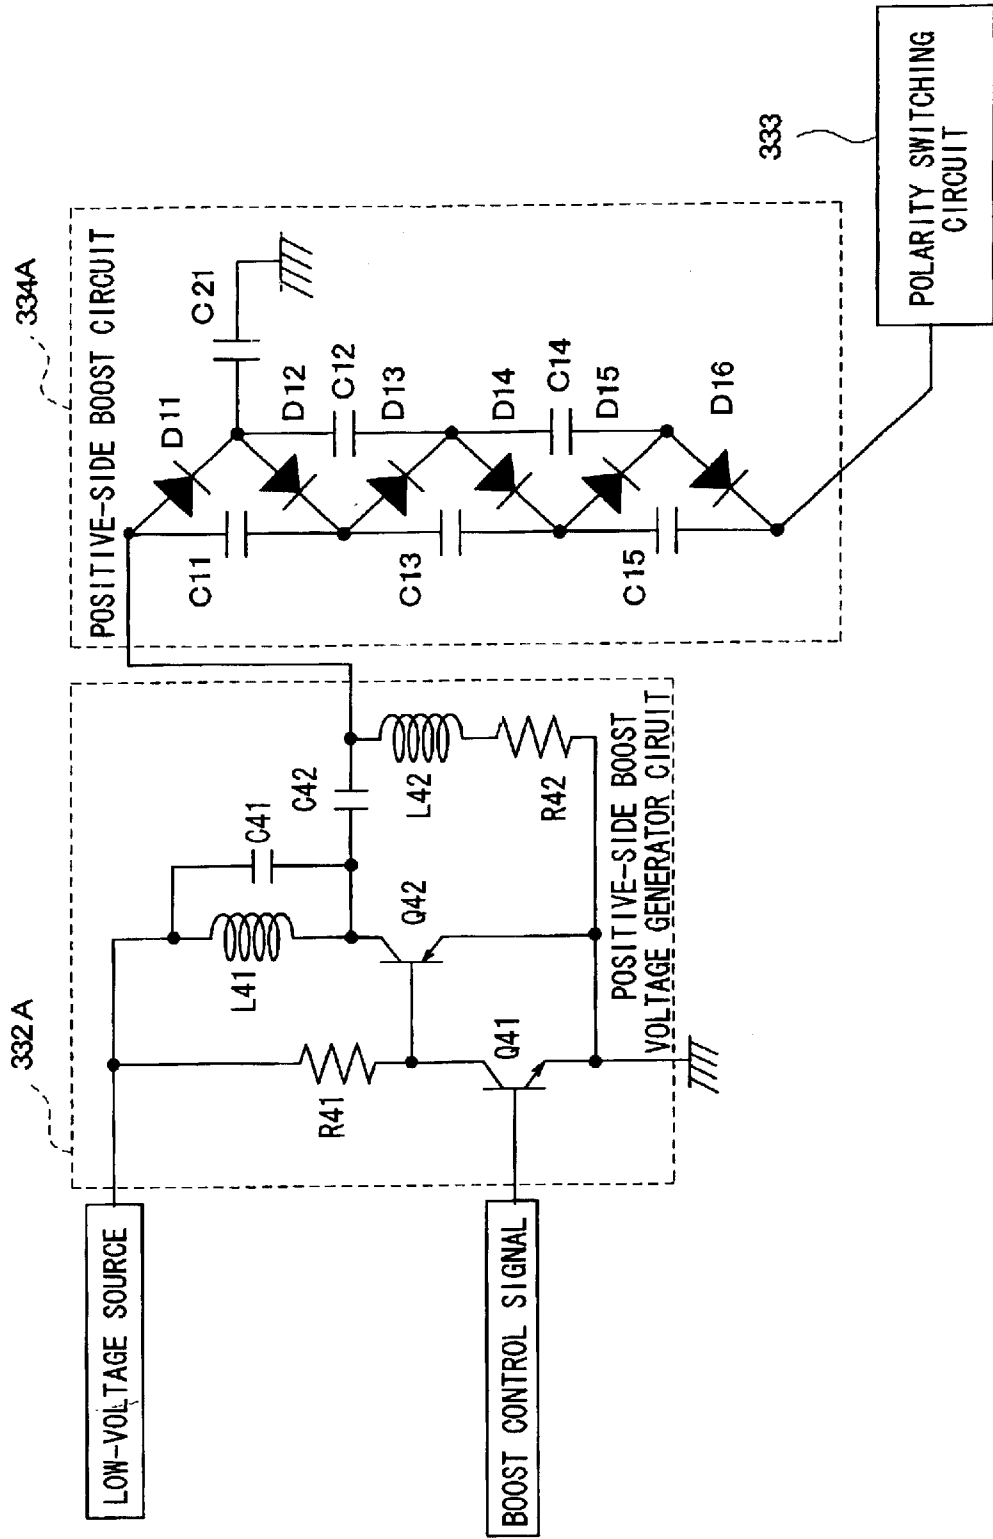 332A
334A
LOW-VOLTAGE SOURCE
BOOST CONTROL SIGNAL
R41
Q41
L41
C41
Q42
C42
L42
R42
POSITIVE-SIDE BOOST
VOLTAGE GENERATOR CIRUIT
POSITIVE-SIDE BOOST CIRCUIT
C11
C13
C15
D11
C21
D12
C12
D13
D14
C14
D15
D16
333
POLARITY SWITCHING
CIRCUIT